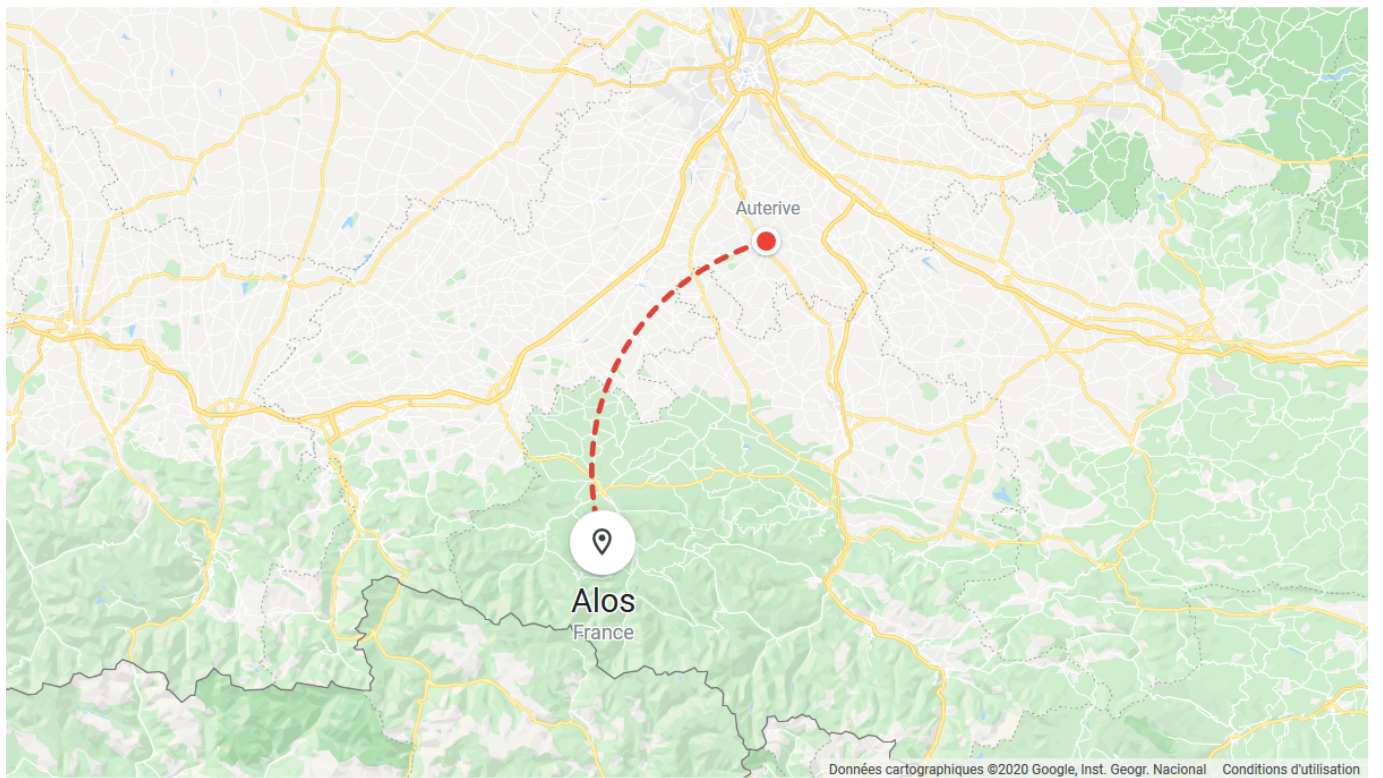 Auterive
Alos
France
Données cartographiques ©2020 Google, Inst. Geogr. Nacional Conditions d'utilisation